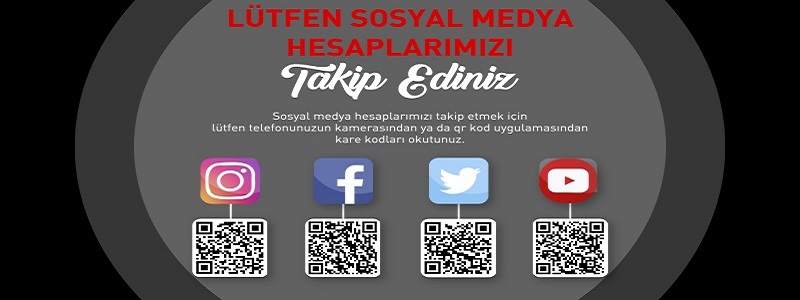 LÜTFEN SOSYAL MEDYA
HESAPLARIMIZI
Takip Ediniz
Sosyal medya hesaplarımızı takip etmek için
lütfen telefonunuzun kamerasından ya da qr kod uygulamasından
kare kodları okutunuz.